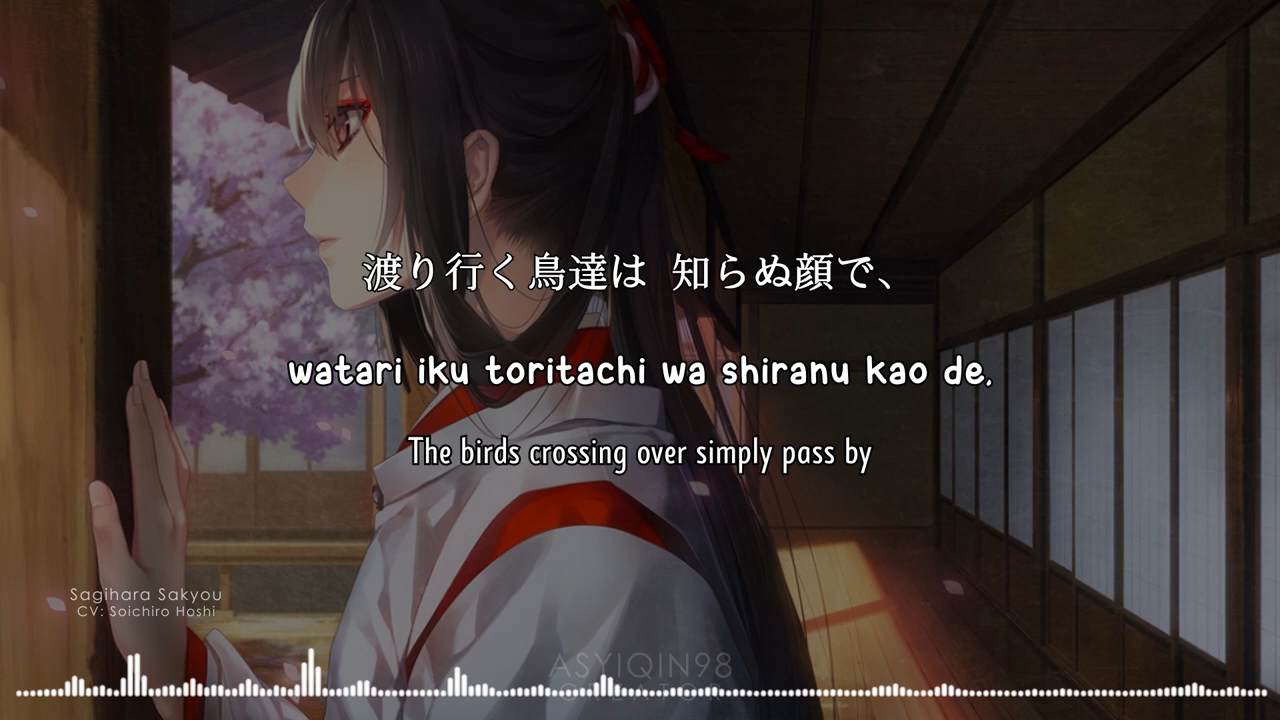 渡り行く鳥達は 知らぬ顔で、
watari iku toritachi wa shiranu kao de,
The birds crossing over simply pass by
Sagihara Sakyou
CV: Soichiro Hoshi
ASYIQIN98
CREATOR